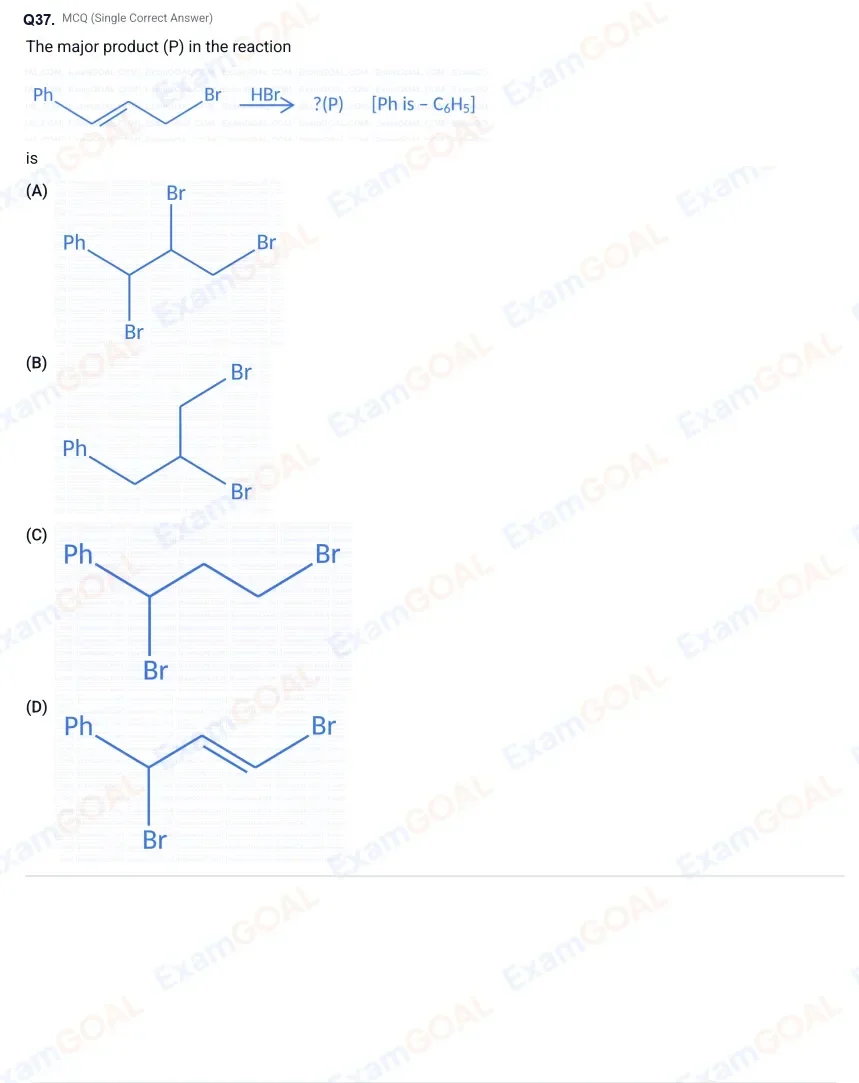 Q37. MCQ (Single Correct Answer)
The major product (P) in the reaction
Ph Br HBr ?(P) [Ph is – C₆H₅]
is
(A)
Br
Ph Br
Br
(B)
Br
Ph
Br
(C)
Ph Br
Br
(D)
Ph Br
Br
ExamGOAL